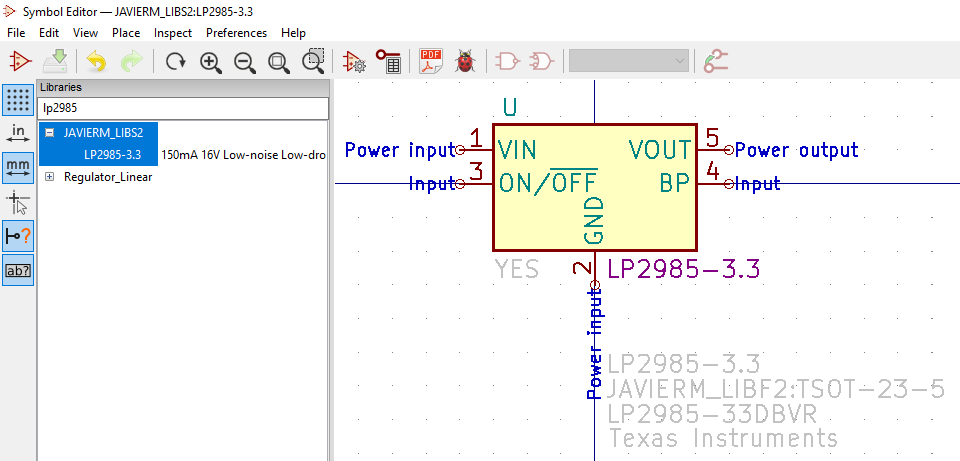 Symbol Editor — JAVIERM_LIBS2:LP2985-3.3
File Edit View Place Inspect Preferences Help
PDF
Libraries
in
lp2985
mm
JAVIERM_LIBS2
LP2985-3.3 150mA 16V Low-noise Low-dro
Regulator_Linear
?
ab?
U
Power input 1 VIN VOUT 5 Power output
Input 3 ON/OFF BP 4 Input
GND
YES 2 LP2985-3.3
Power input
LP2985-3.3
JAVIERM_LIBF2:TSOT-23-5
LP2985-33DBVR
Texas Instruments